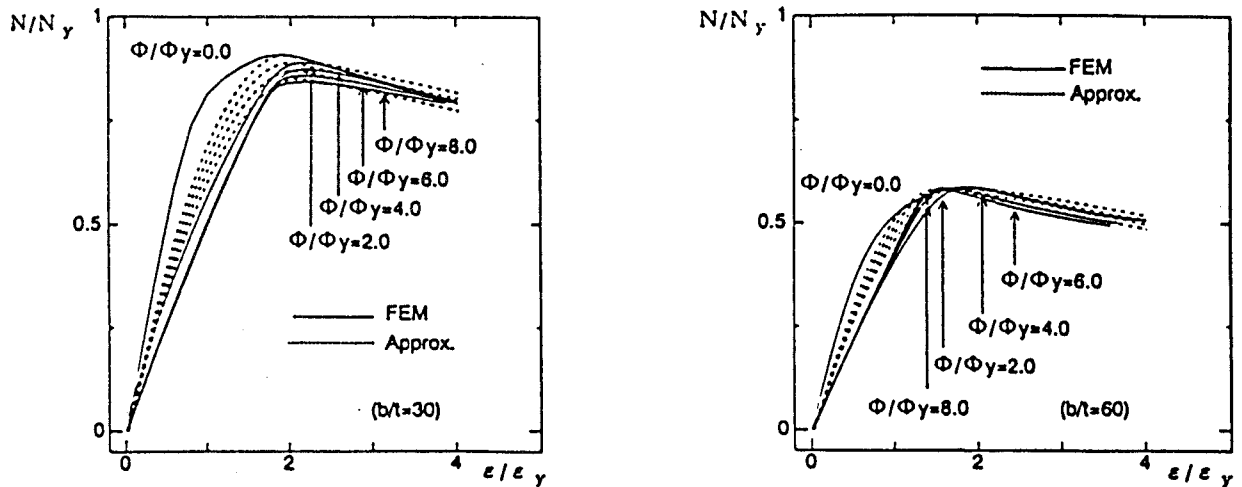 N/N y
1
0.5
0
Φ/Φy=0.0
Φ/Φy=8.0
Φ/Φy=6.0
Φ/Φy=4.0
Φ/Φy=2.0
FEM
Approx.
(b/t=30)
0
2
4
ε/ε y
N/N y
1
0.5
0
FEM
Approx.
Φ/Φy=0.0
Φ/Φy=6.0
Φ/Φy=4.0
Φ/Φy=2.0
Φ/Φy=8.0
(b/t=60)
0
2
4
ε/ε y